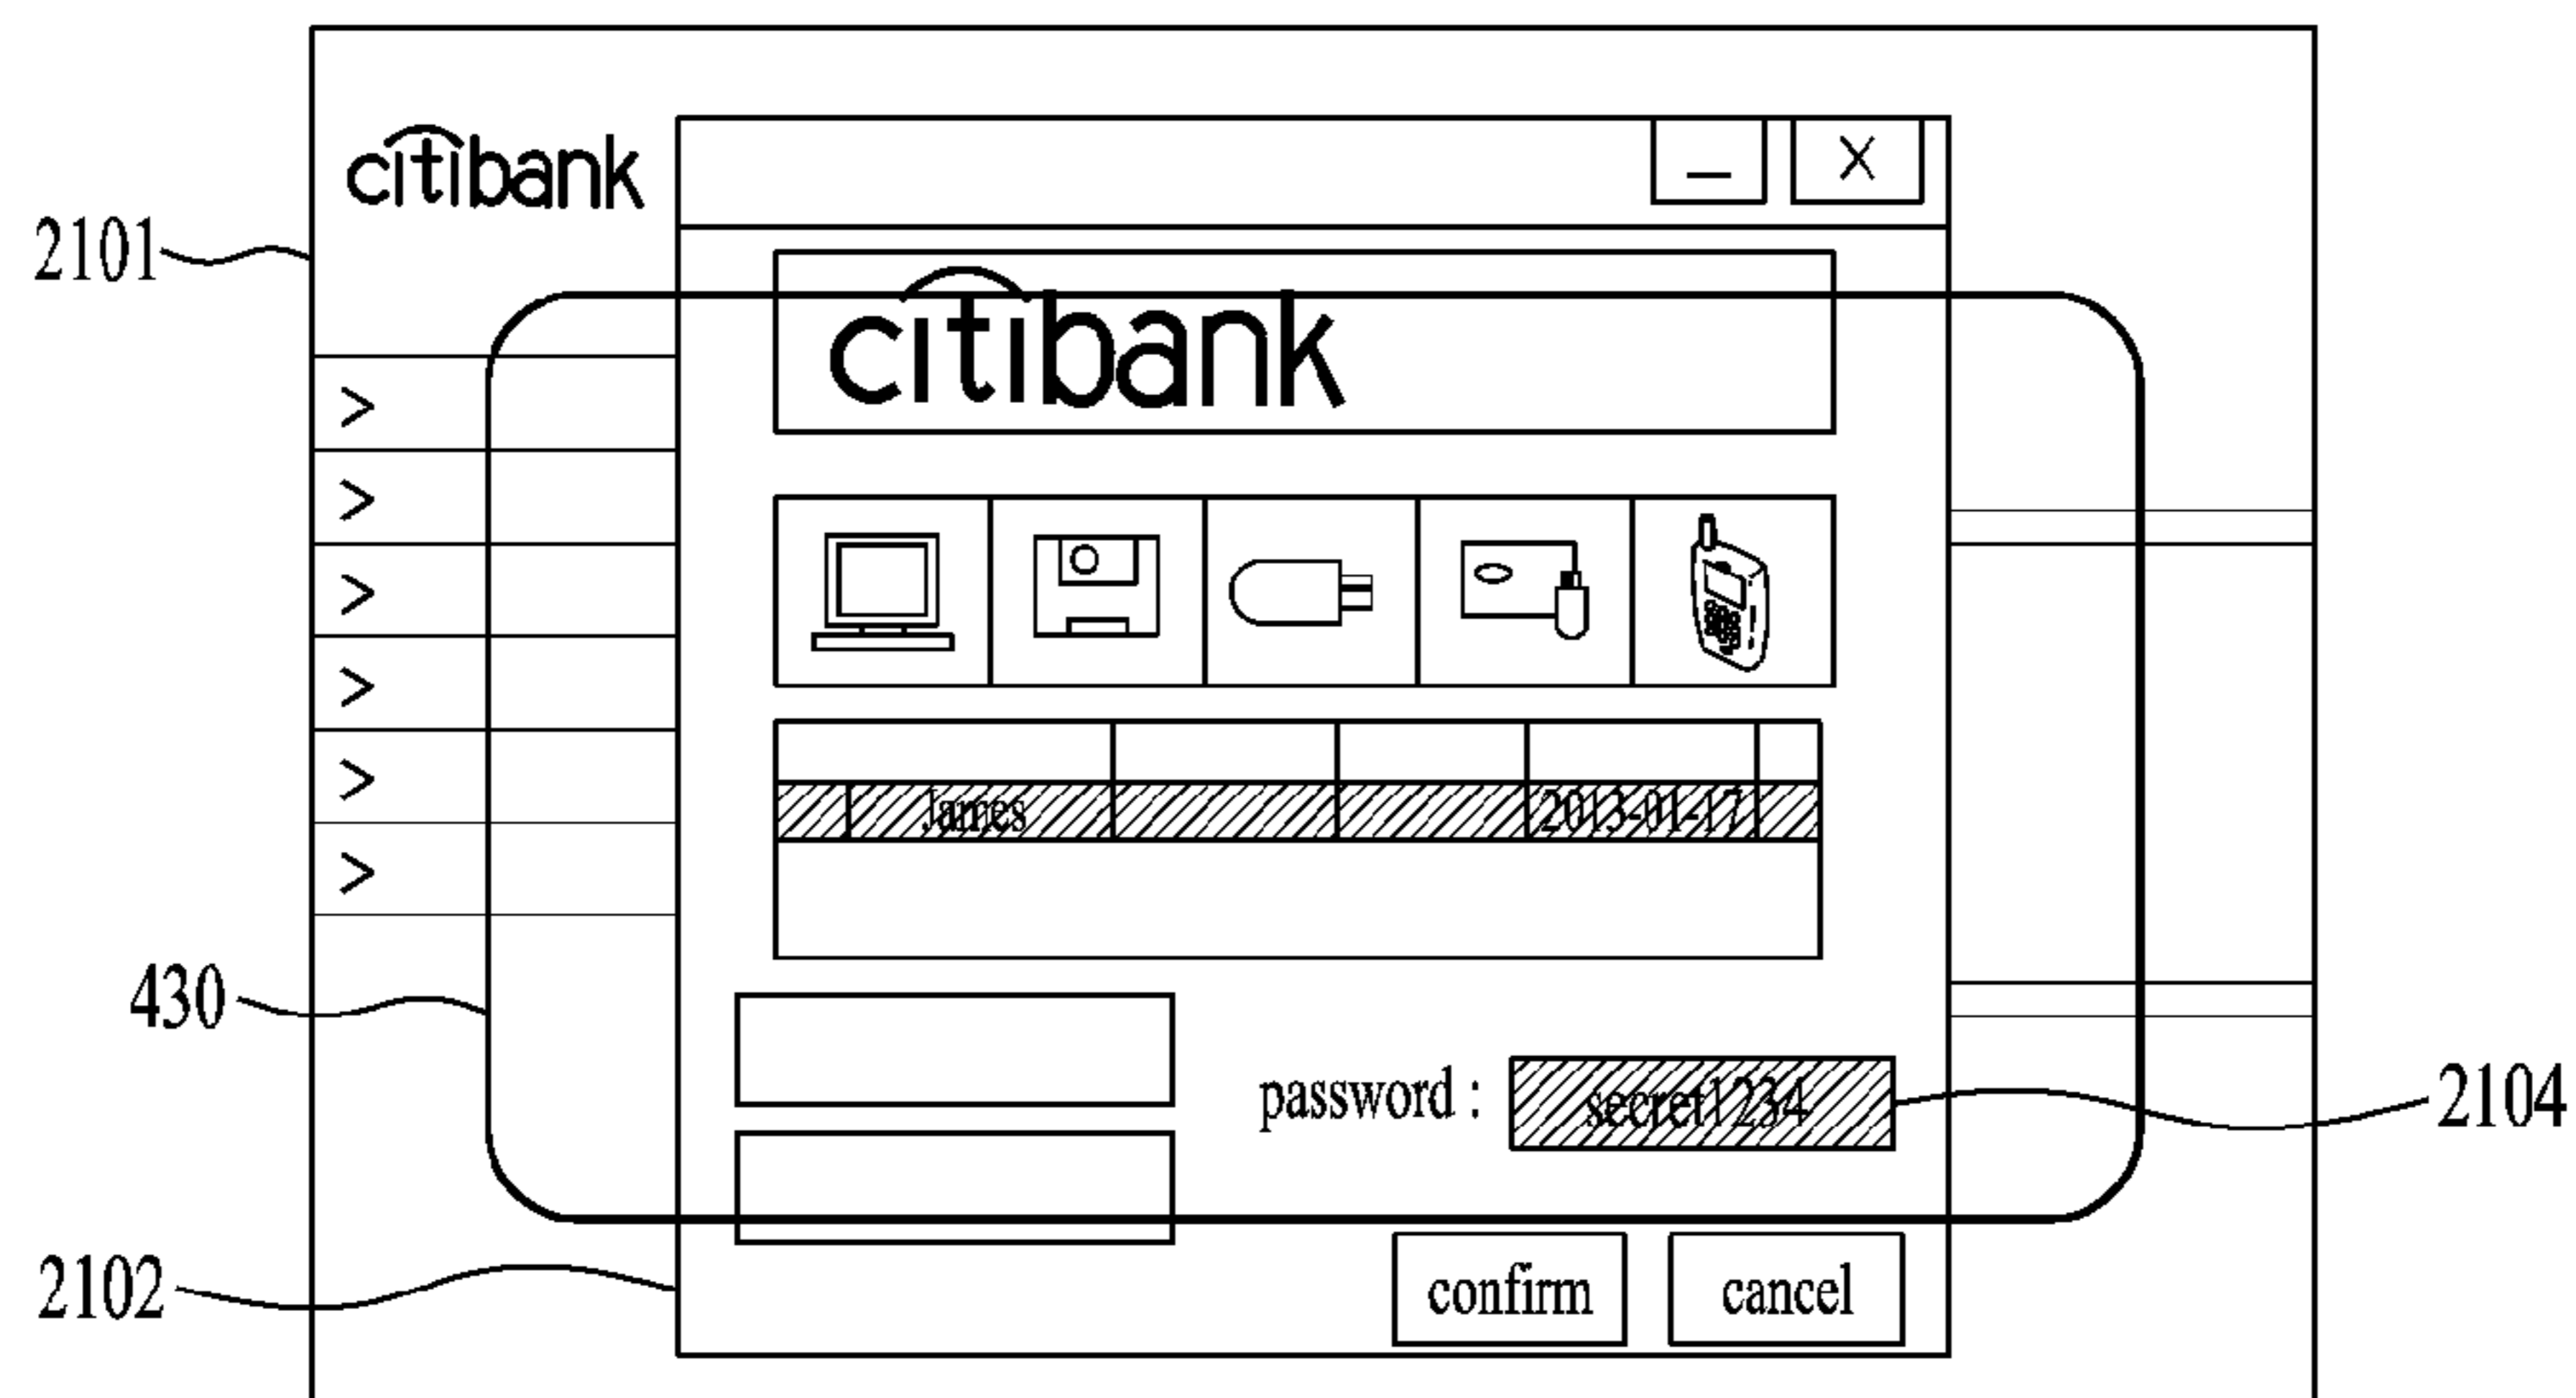 citibank
X
2101
citibank
>
>
>
>
>
>
James 2013-01-17
430
password : secret1234
2104
2102
confirm cancel